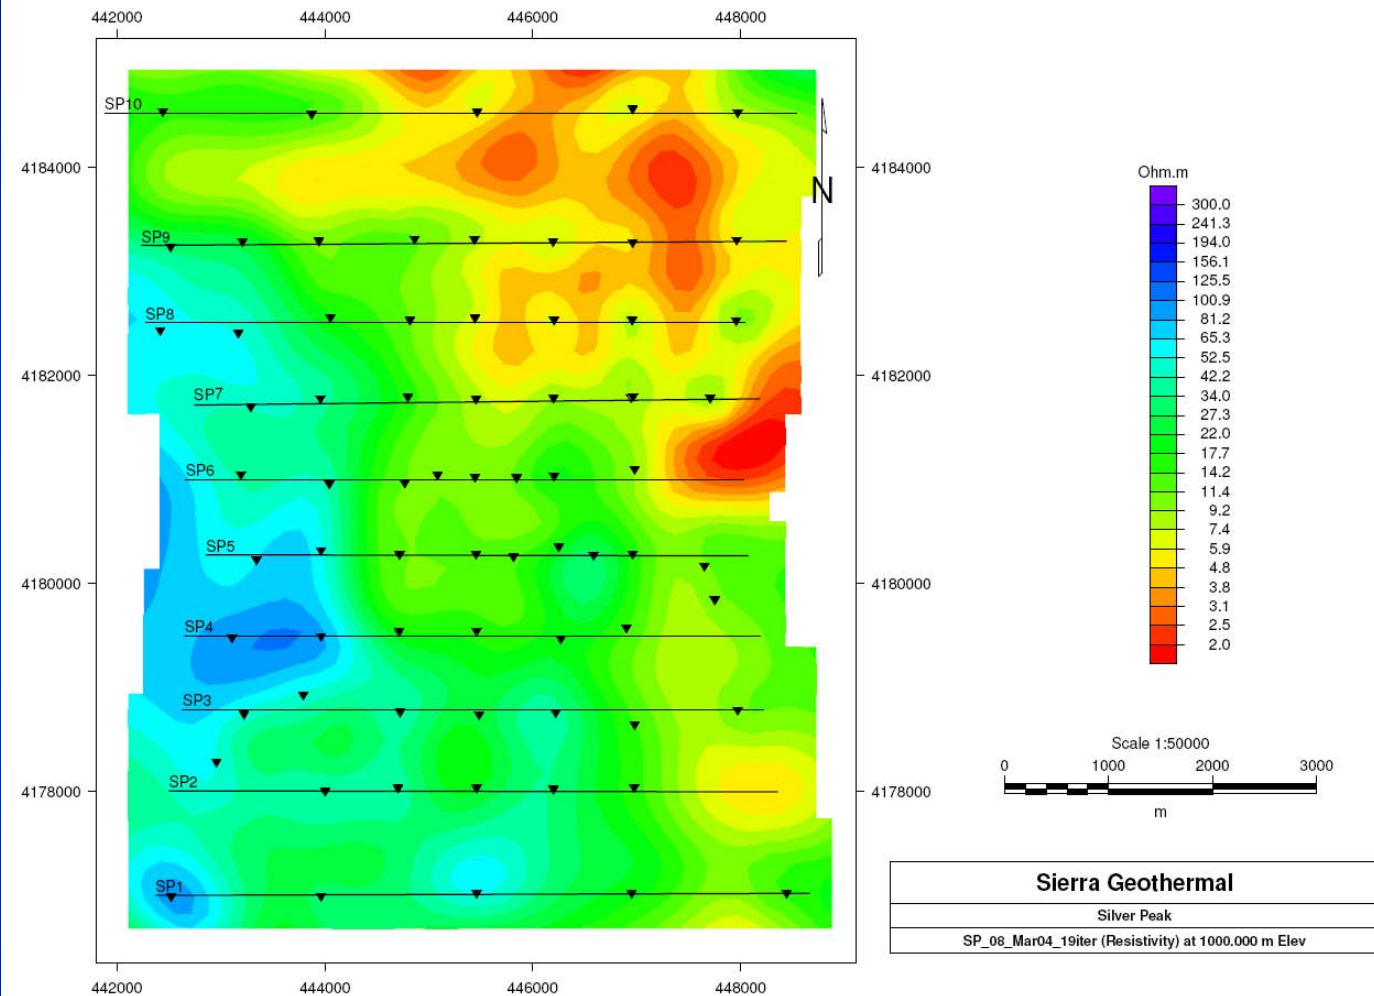 442000 444000 446000 448000
SP10
4184000 4184000
N
SP9
SP8
4182000 4182000
SP7
SP6
SP5
4180000 4180000
SP4
SP3
SP2
4178000 4178000
SP1
442000 444000 446000 448000
Ohm.m
300.0
241.3
194.0
156.1
125.5
100.9
81.2
65.3
52.5
42.2
34.0
27.3
22.0
17.7
14.2
11.4
9.2
7.4
5.9
4.8
3.8
3.1
2.5
2.0
Scale 1:50000
0 1000 2000 3000
m
Sierra Geothermal
Silver Peak
SP_08_Mar04_19iter (Resistivity) at 1000.000 m Elev